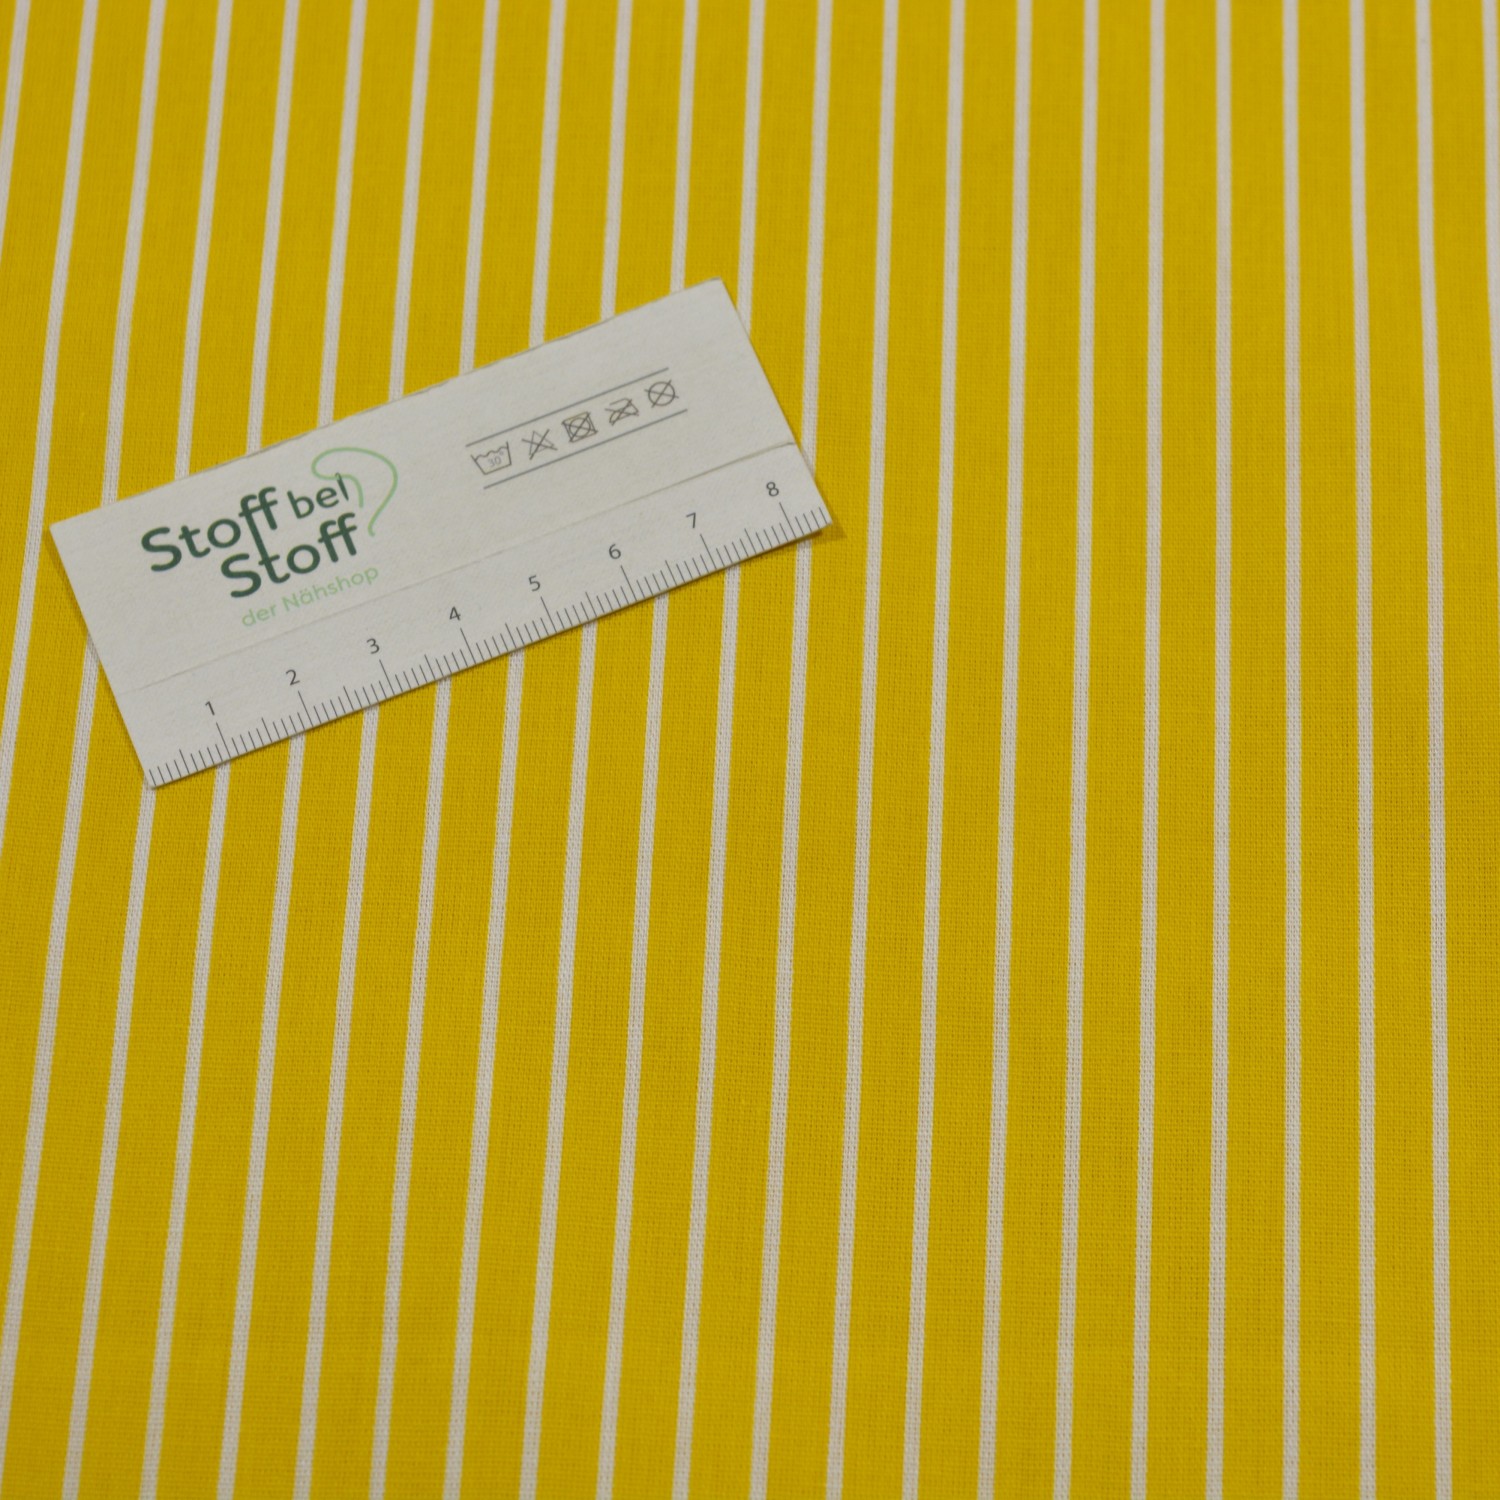 Stoff bei
Stoff
der Nähshop
30
1 2 3 4 5 6 7 8